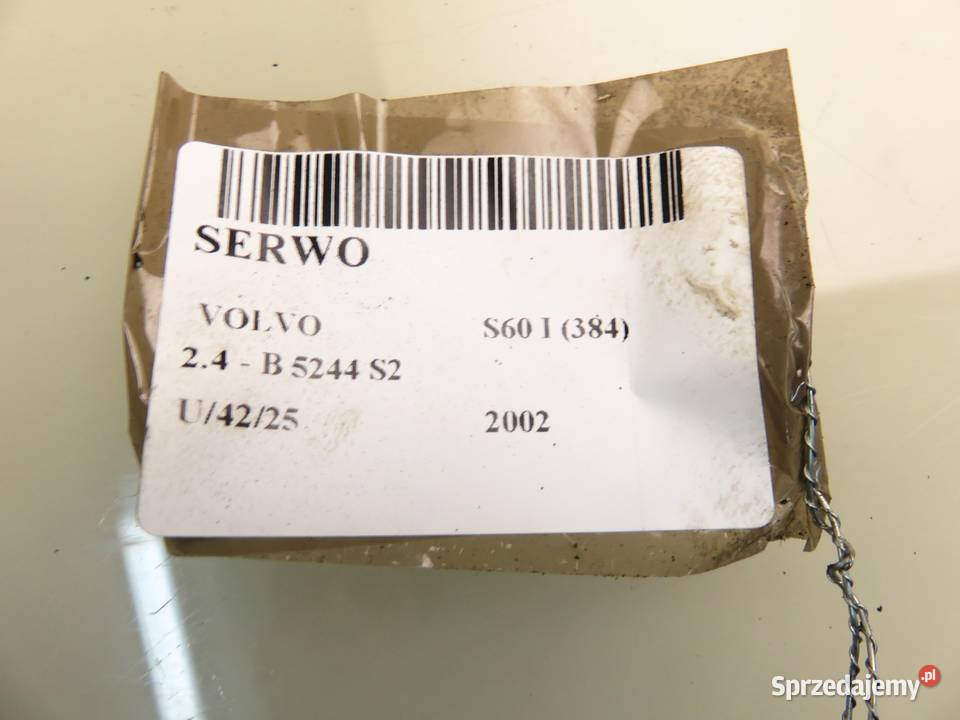 SERWO
VOLVO S60 I (384)
2.4 - B 5244 S2
U/42/25 2002
Sprzedajemy.pl